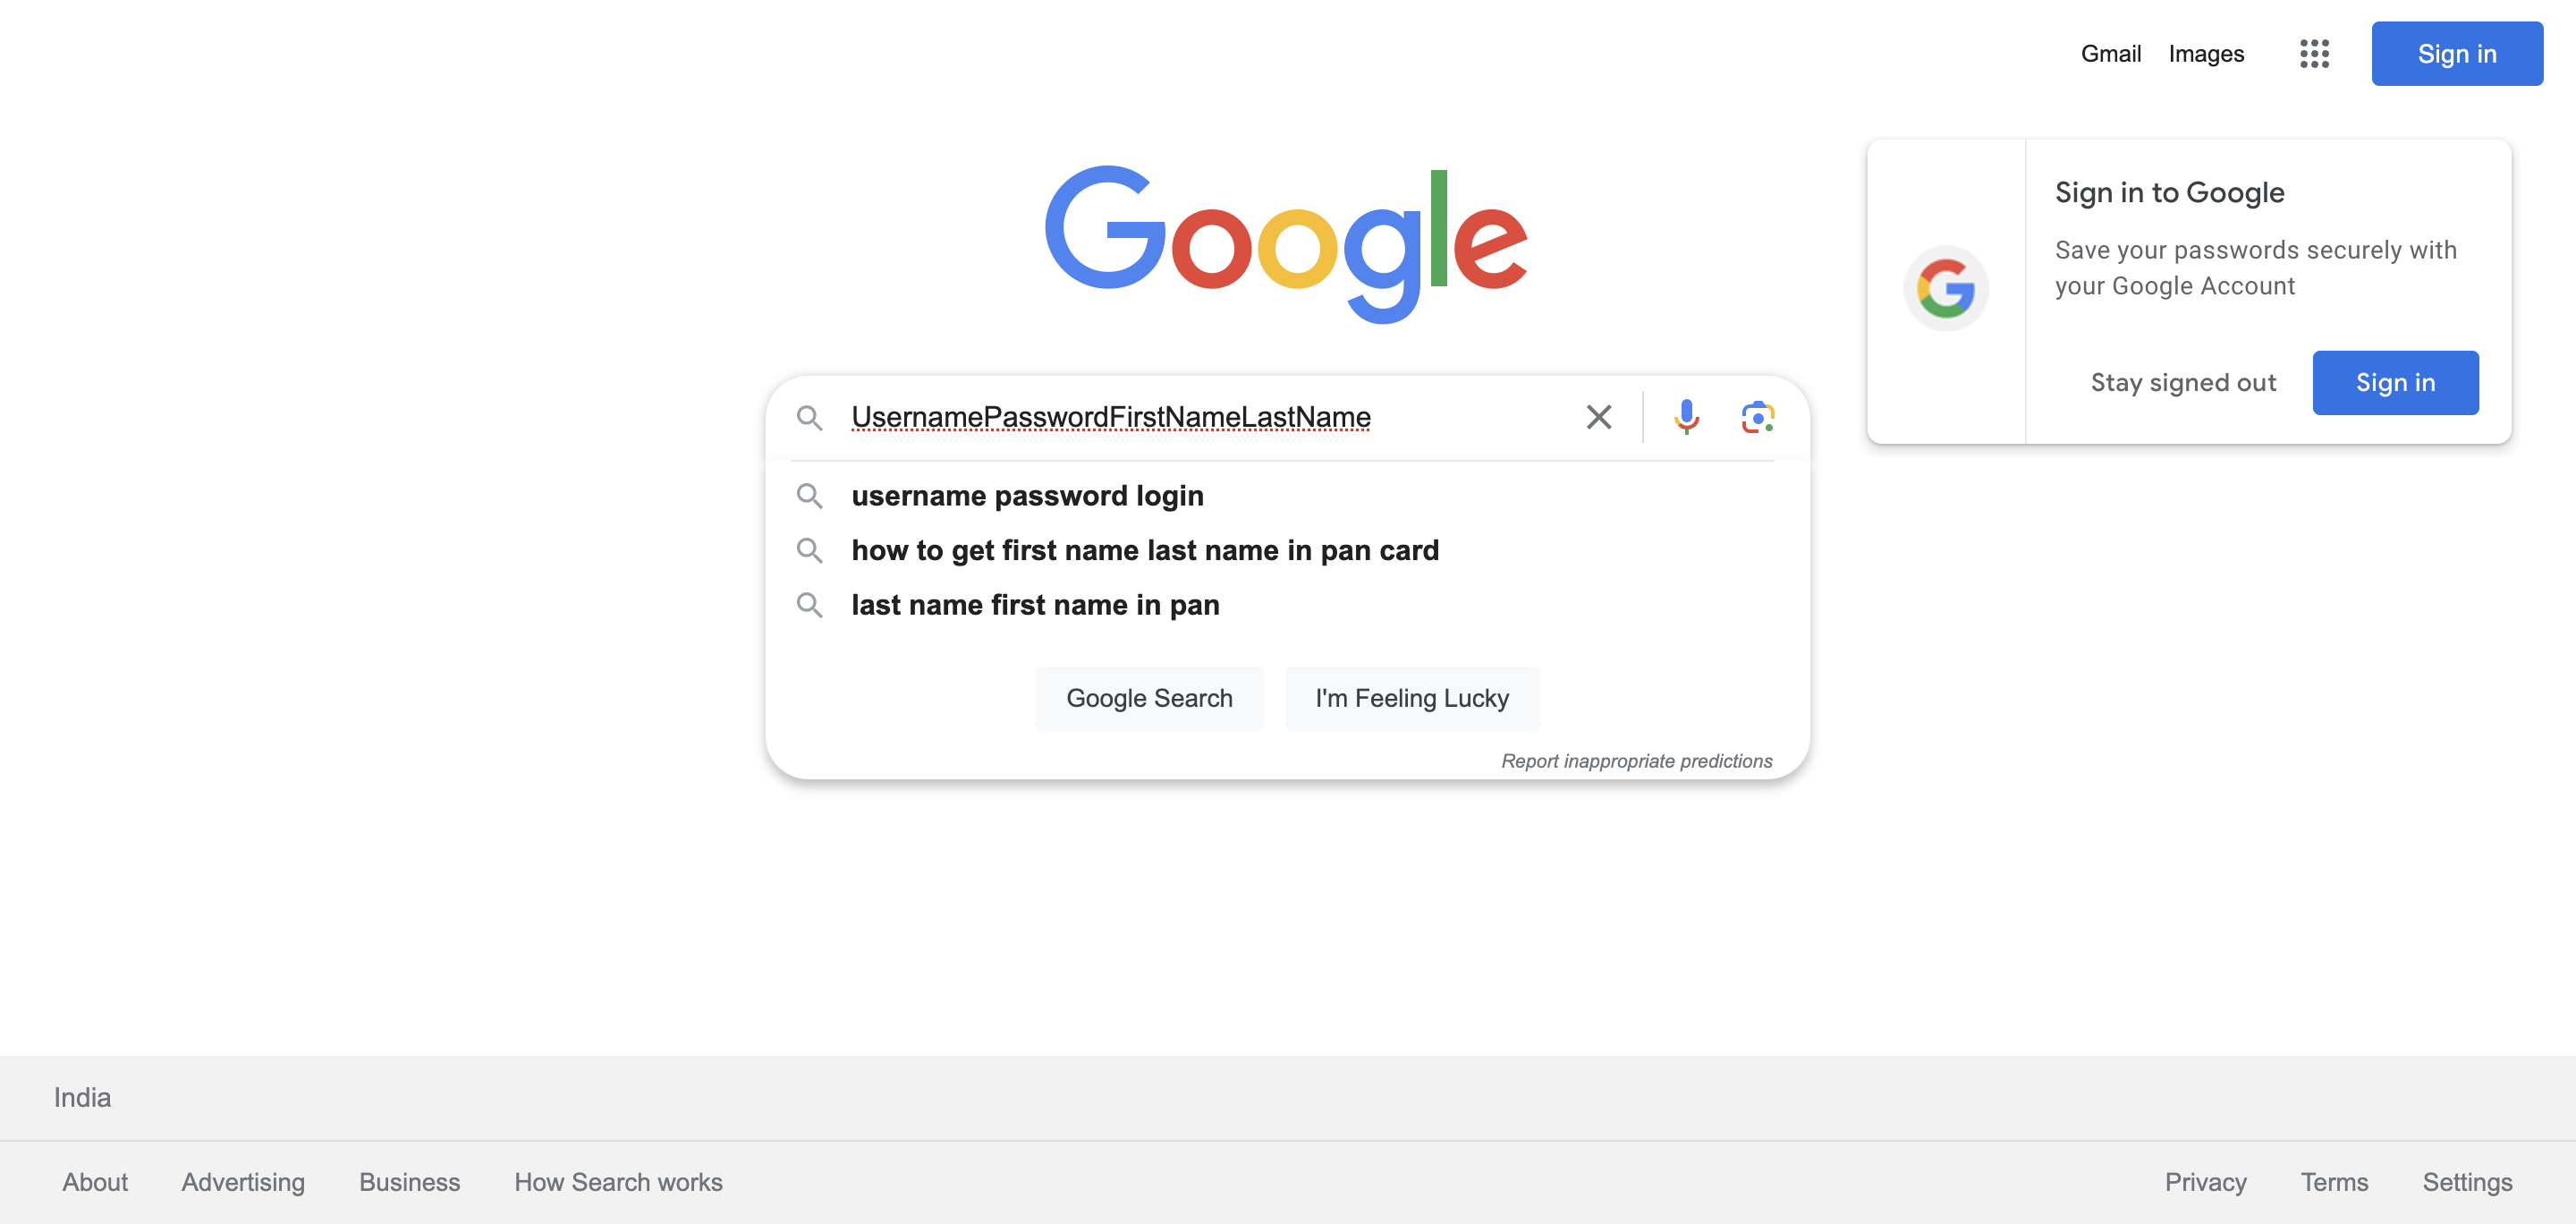 Gmail Images Sign in
Google
Sign in to Google
Save your passwords securely with
your Google Account
Stay signed out Sign in
UsernamePasswordFirstNameLastName
username password login
how to get first name last name in pan card
last name first name in pan
Google Search I'm Feeling Lucky
Report inappropriate predictions
India
About Advertising Business How Search works Privacy Terms Settings